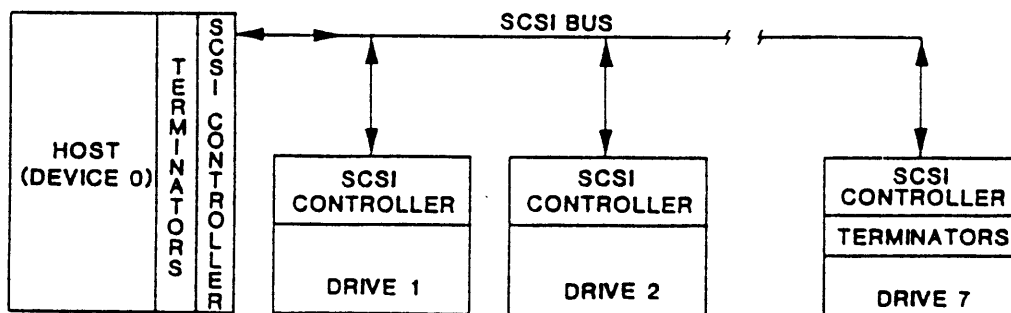 SCSI BUS
HOST
(DEVICE 0)
TERMINATORS
SCSI CONTROLLER
SCSI
CONTROLLER
DRIVE 1
SCSI
CONTROLLER
DRIVE 2
SCSI
CONTROLLER
TERMINATORS
DRIVE 7